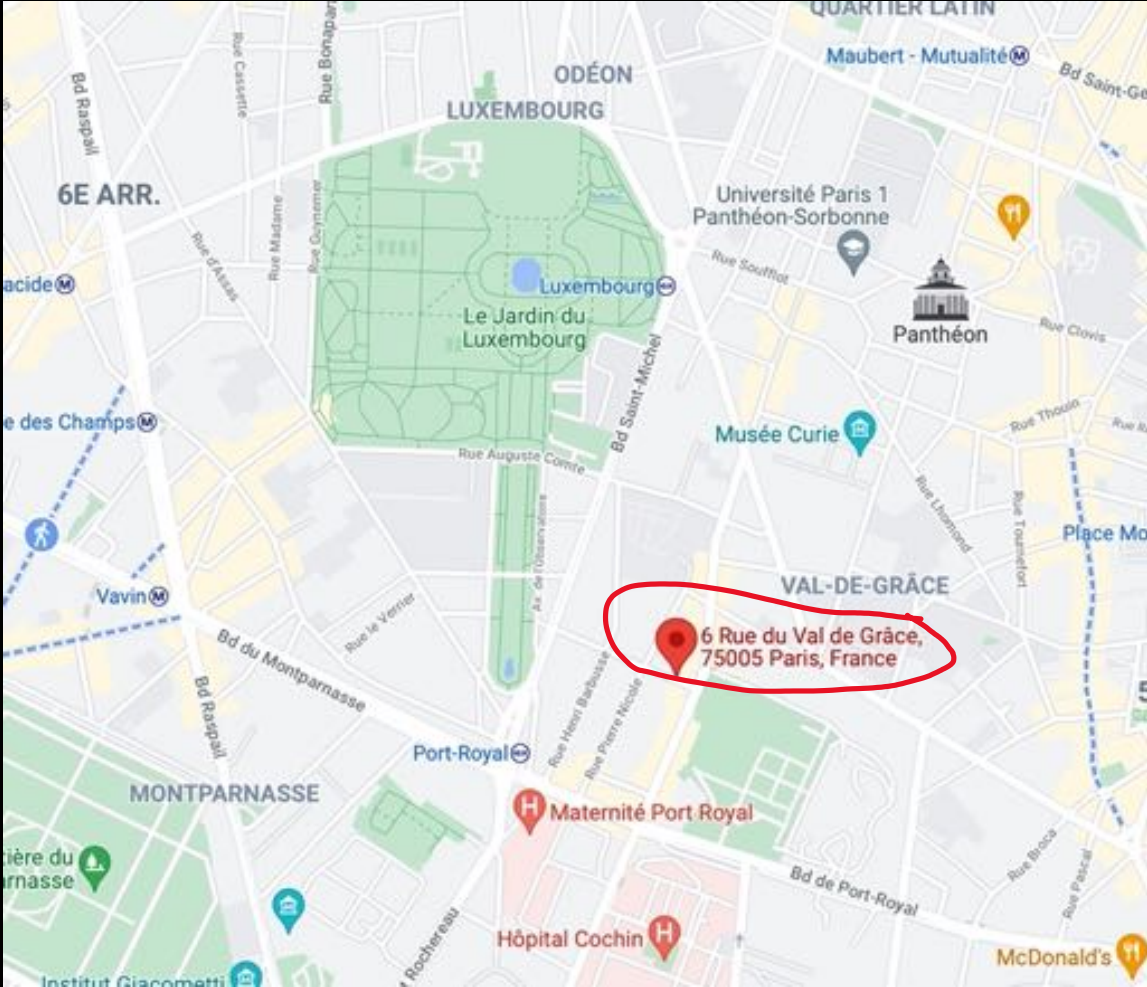 QUARTIER LATIN
Maubert - Mutualité
Bd Saint-Ge
ODÉON
LUXEMBOURG
Rue Cassette
Rue Bonapar
Bd Raspail
6E ARR.
Université Paris 1
Panthéon-Sorbonne
Rue Madame
Rue Guynemer
Rue d'Assas
Rue Soufflot
acide
Luxembourg
Le Jardin du
Luxembourg
Panthéon
Rue Clovis
Bd Saint-Michel
e des Champs
Musée Curie
Rue Thouin
Rue Auguste Comte
Rue Lhomond
Rue Tournefort
Av. de l'Observatoire
Place Mo
VAL-DE-GRÂCE
Vavin
Rue le Verrier
6 Rue du Val de Grâce,
75005 Paris, France
Bd du Montparnasse
Bd Raspail
Rue Henri Barbusse
Rue Pierre Nicole
5
Port-Royal
MONTPARNASSE
H
Maternité Port Royal
ière du
arnasse
Rue Broca
Rue Pascal
Bd de Port-Royal
Hôpital Cochin
H
Rochereau
McDonald's
Institut Giacometti